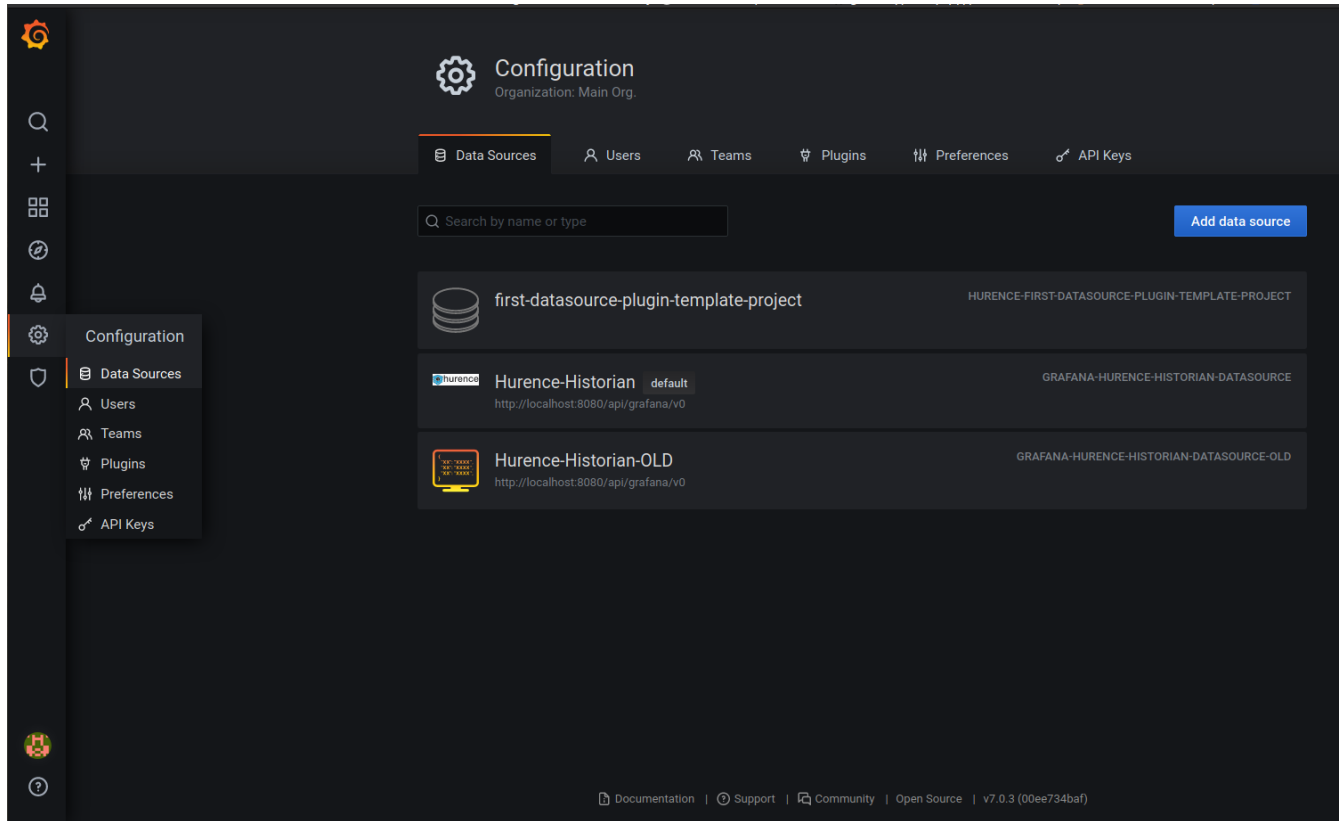 Configuration
Organization: Main Org.
Data Sources Users Teams Plugins Preferences API Keys
Search by name or type
Add data source
first-datasource-plugin-template-project
HURENCE-FIRST-DATASOURCE-PLUGIN-TEMPLATE-PROJECT
hurence
Hurence-Historian default
GRAFANA-HURENCE-HISTORIAN-DATASOURCE
http://localhost:8080/api/grafana/v0
Hurence-Historian-OLD
GRAFANA-HURENCE-HISTORIAN-DATASOURCE-OLD
http://localhost:8080/api/grafana/v0
Configuration
Data Sources
Users
Teams
Plugins
Preferences
API Keys
Documentation | Support | Community | Open Source | v7.0.3 (00ee734baf)